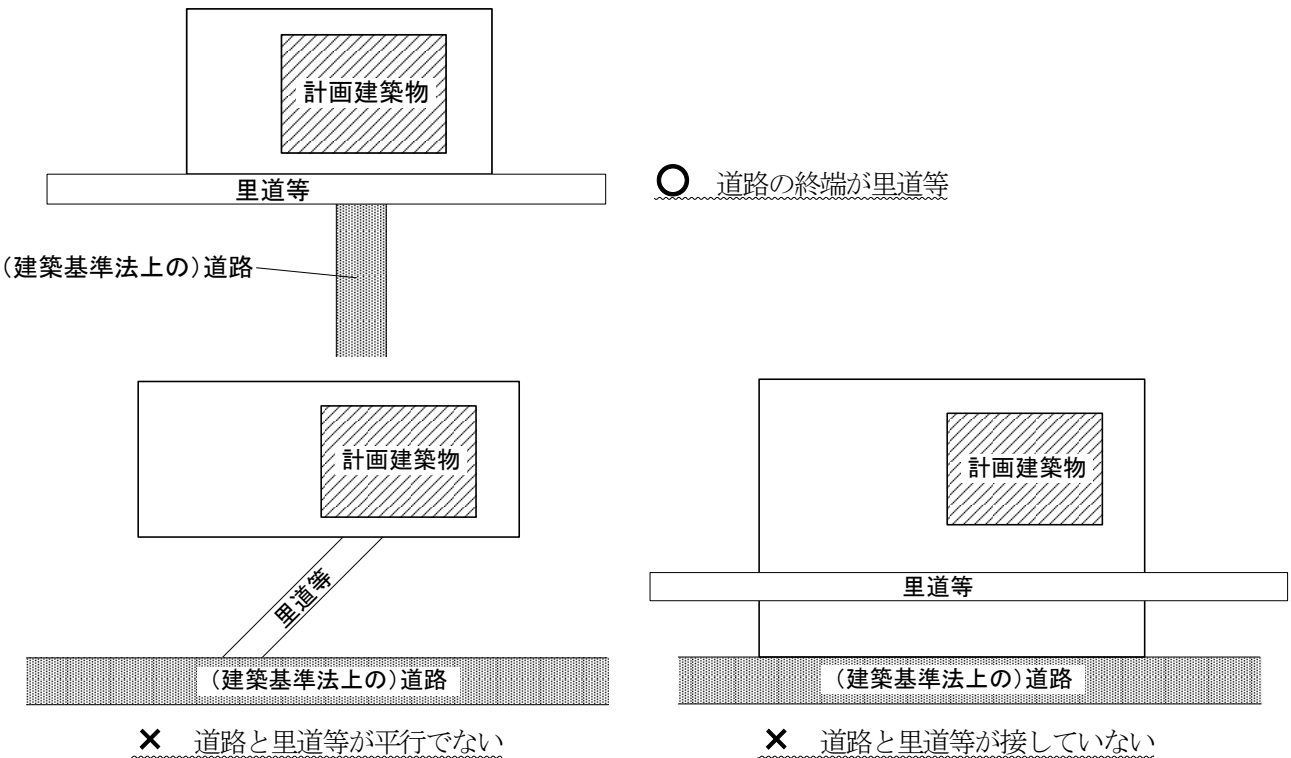 計画建築物
里道等
○ 道路の終端が里道等
(建築基準法上の)道路
計画建築物
里道等
(建築基準法上の)道路
× 道路と里道等が平行でない
計画建築物
里道等
(建築基準法上の)道路
× 道路と里道等が接していない